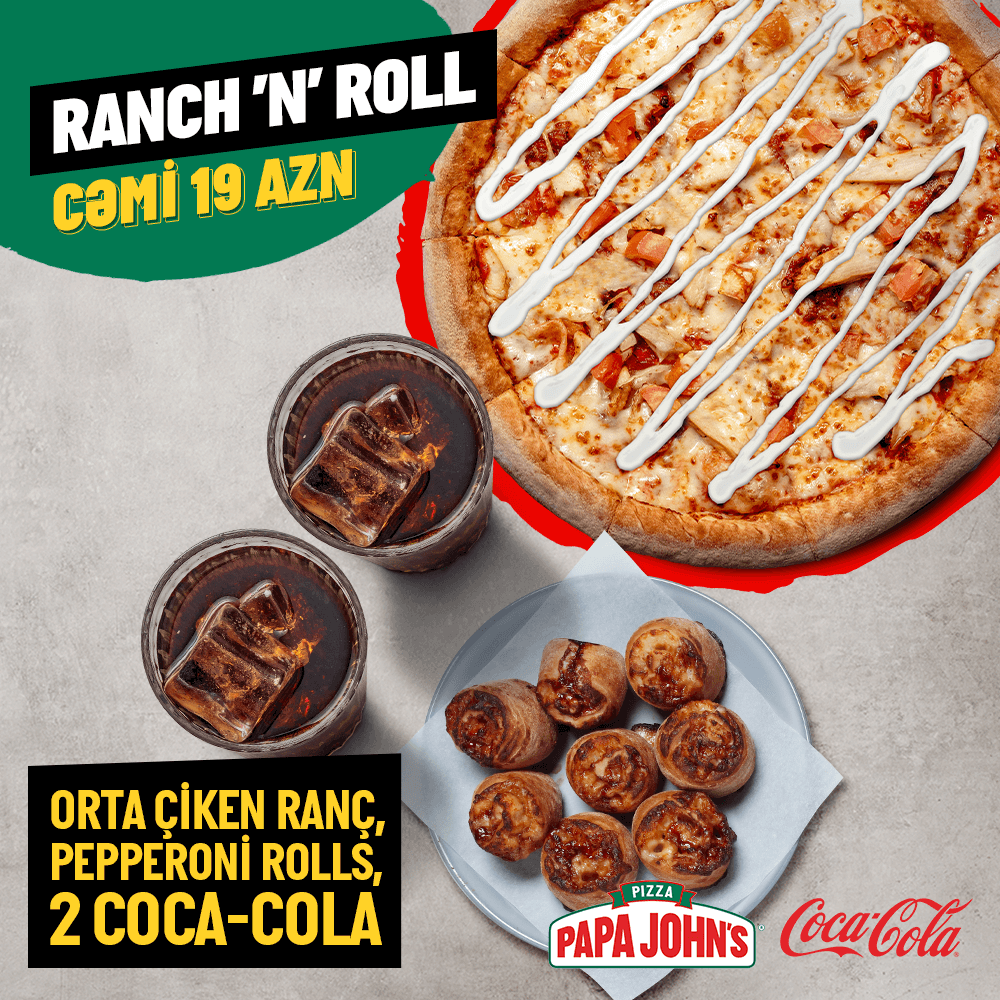 RANCH 'N' ROLL
CƏMİ 19 AZN
ORTA ÇİKEN RANÇ,
PEPPERONİ ROLLS,
2 COCA-COLA
PIZZA
PAPA JOHN'S
Coca-Cola